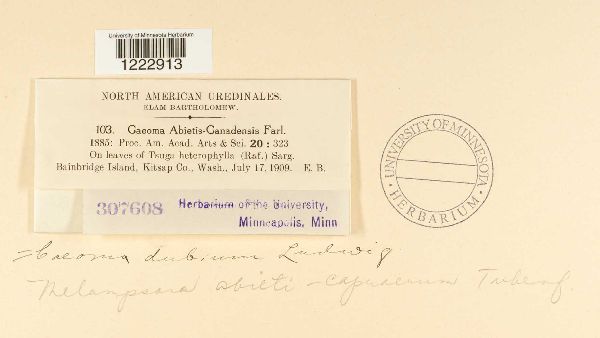 University of Minnesota Herbarium
1222913
NORTH AMERICAN UREDINALES.
ELAM BARTHOLOMEW.
103. Caeoma Abietis-Canadensis Farl.
1885: Proc. Am. Acad. Arts & Sci. 20 : 323
On leaves of Tsuga heterophylla (Raf.) Sarg.
Bainbridge Island, Kitsap Co., Wash., July 17, 1909. E. B.
307608 Herbarium of the University,
Minneapolis, Minn
UNIVERSITY OF MINNESOTA
HERBARIUM
=Caeoma dubium Ludwig
Melampsora abieti-capraearum Tubeuf.